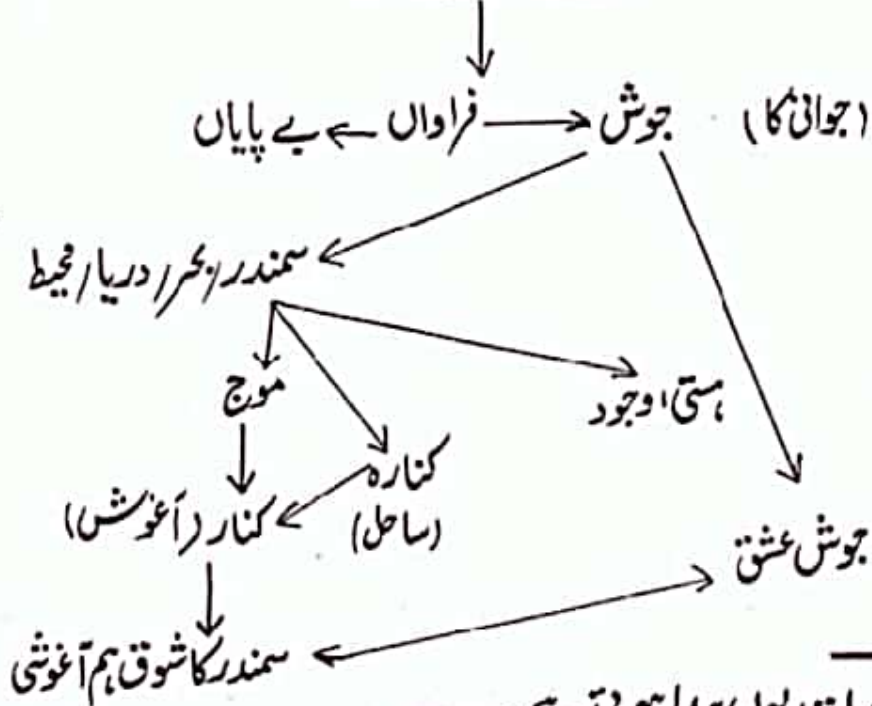 (جوانی کا) جوش فراواں بے پایاں
سمندر/بحر/دریا/محیط
موج
ہستی، وجود
کنارہ
کنار (آغوش) (ساحل)
جوش عشق
سمندر کا شوق ہم آغوشی